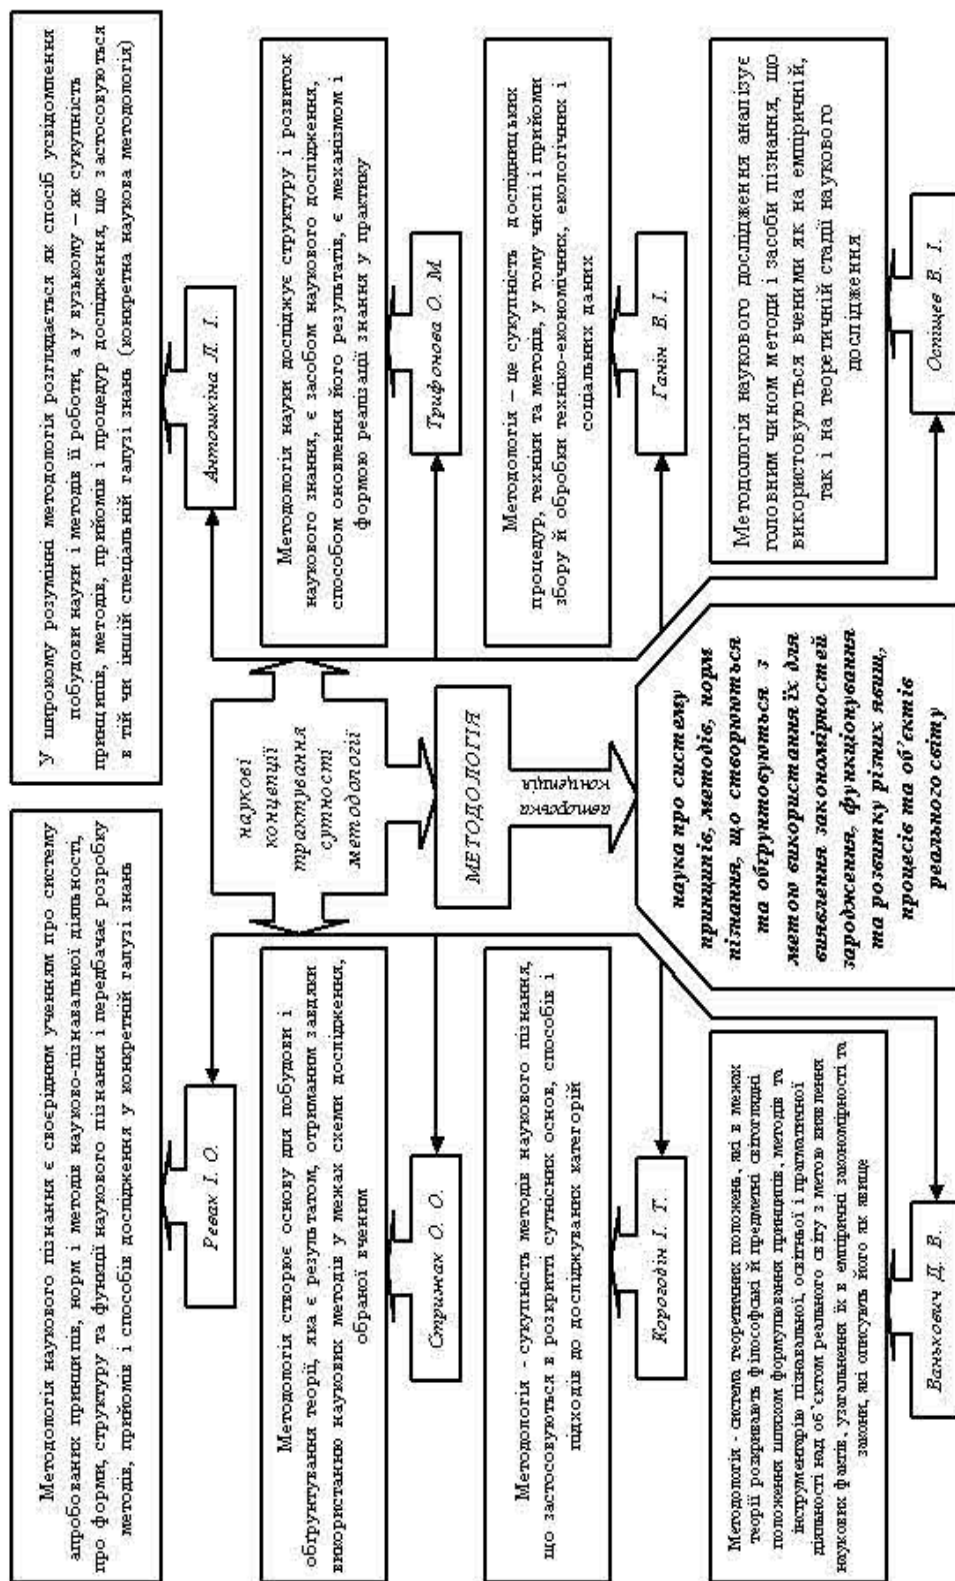 Методологія наукового пізнання є своєрідним ученням про систему
апробованих принципів, норм і методів науково-пізнавальної діяльності,
про форми, структуру та функції наукового пізнання і передбачає розробку
методів, прийомів і способів дослідження у конкретній галузі знань
Ревак І. О.
Методологія створює основу для побудови і
обґрунтування теорії, яка є результатом, отриманим завдяки
використанню наукових методів у межах схеми дослідження,
обраної вченим
Стрижак О. О.
Методологія - сукупність методів наукового пізнання,
що застосовуються в розкритті сутнісних основ, способів і
підходів до досліджуваних категорій
Корогодін І. Т.
Методологія - система теоретичних положень, які в межах
теорії розкривають філософські й предметні світоглядні
положення шляхом формулювання принципів, методів та
інструментарію пізнавальної, освітньої і прагматичної
діяльності над об'єктом реального світу з метою виявлення
наукових фактів, узагальнення їх в емпіричні закономірності та
закони, які описують його як явище
Ванькович Д. В.
наукові
концепції
трактування
сутності
методології
МЕТОДОЛОГІЯ
авторська
концепція
наука про систему
принципів, методів, норм
пізнання, що створюються
та обґрунтовуються з
метою використання їх для
виявлення закономірностей
зародження, функціонування
та розвитку різних явищ,
процесів та об'єктів
реального світу
У широкому розумінні методологія розглядається як спосіб усвідомлення
побудови науки і методів її роботи, а у вузькому – як сукупність
принципів, методів, прийомів і процедур дослідження, що застосовуються
в тій чи іншій спеціальній галузі знань (конкретна наукова методологія)
Антошкіна Л. І.
Методологія науки досліджує структуру і розвиток
наукового знання, є засобом наукового дослідження,
способом оновлення його результатів, є механізмом і
формою реалізації знання у практику
Трифонова О. М
Методологія – це сукупність дослідницьких
процедур, техніки та методів, у тому числі і прийоми
збору й обробки техніко-економічних, екологічних і
соціальних даних
Ганін В. І.
Методологія наукового дослідження аналізує
головним чином методи і засоби пізнання, що
використовуються вченими як на емпіричній,
так і на теоретичній стадії наукового
дослідження
Оспіщев В. І.